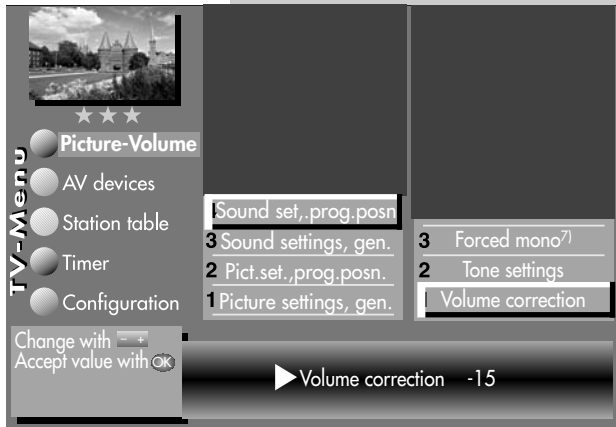 TV-Menu
Picture-Volume
AV devices
Station table
Timer
Configuration
Sound set,.prog.posn
3 Sound settings, gen.
2 Pict.set.,prog.posn.
1 Picture settings, gen.
3 Forced mono7)
2 Tone settings
Volume correction
Change with - +
Accept value with OK
Volume correction -15